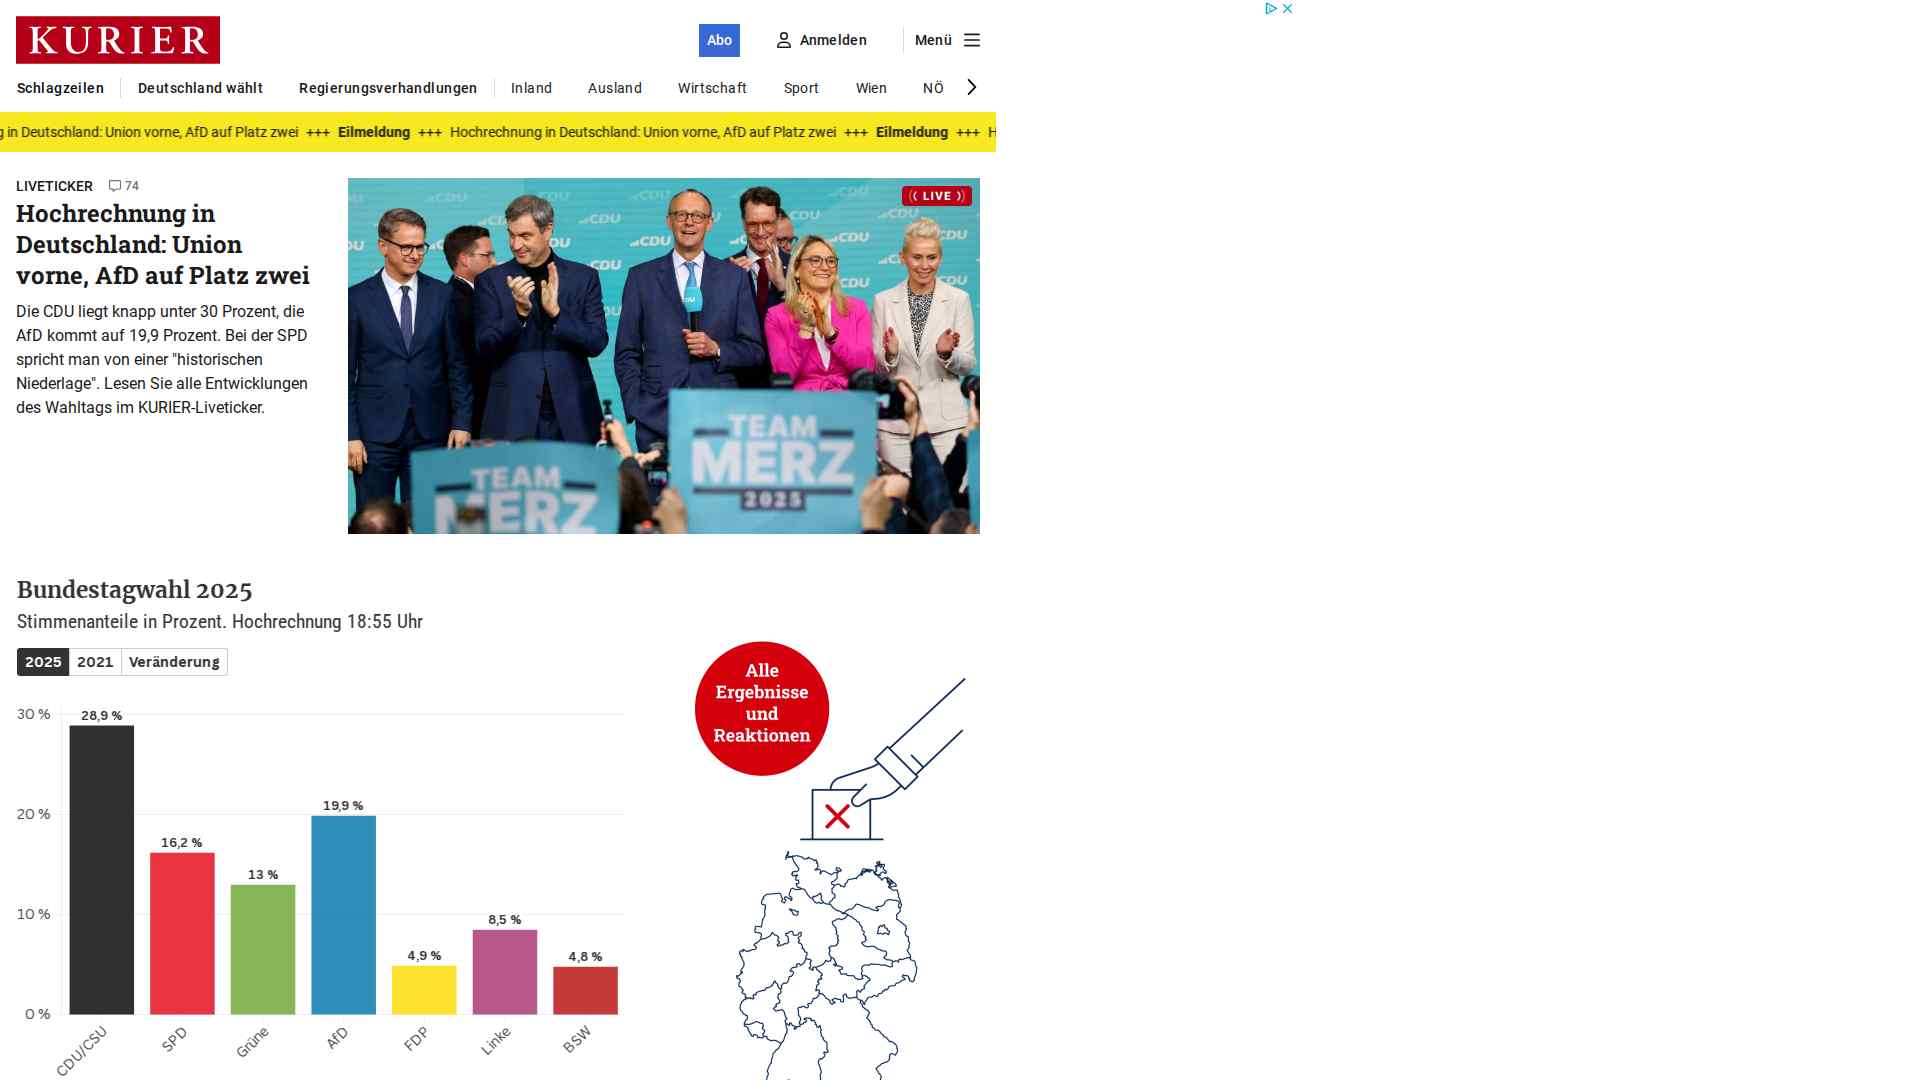 KURIER
Abo
Anmelden
Menü
Schlagzeilen
Deutschland wählt
Regierungsverhandlungen
Inland
Ausland
Wirtschaft
Sport
Wien
NÖ
g in Deutschland: Union vorne, AfD auf Platz zwei +++ Eilmeldung +++ Hochrechnung in Deutschland: Union vorne, AfD auf Platz zwei +++ Eilmeldung +++ H
LIVETICKER 74
Hochrechnung in
Deutschland: Union
vorne, AfD auf Platz zwei
Die CDU liegt knapp unter 30 Prozent, die
AfD kommt auf 19,9 Prozent. Bei der SPD
spricht man von einer "historischen
Niederlage". Lesen Sie alle Entwicklungen
des Wahltags im KURIER-Liveticker.
LIVE
CDU
CDU
CDU
CDU
CDU
CDU
CDU
CDU
CDU
TEAM
MERZ
2025
TEAM
MERZ
Bundestagwahl 2025
Stimmenanteile in Prozent. Hochrechnung 18:55 Uhr
2025
2021
Veränderung
30 %
20 %
10 %
0 %
28,9 %
16,2 %
13 %
19,9 %
4,9 %
8,5 %
4,8 %
CDU/CSU
SPD
Grüne
AfD
FDP
Linke
BSW
Alle
Ergebnisse
und
Reaktionen